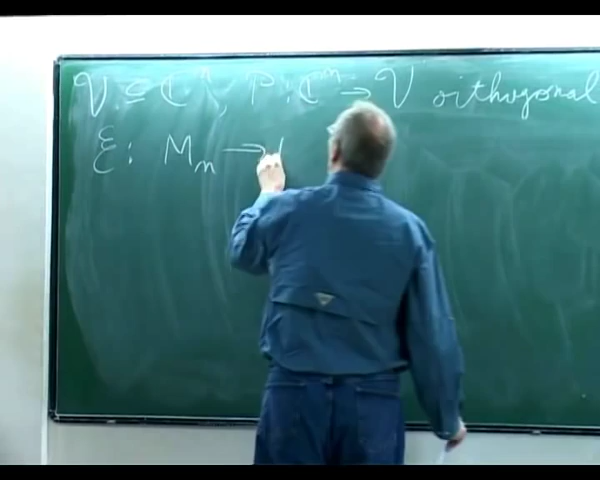 V ⊆ ℂⁿ, P: ℂⁿ → V orthogonal
ℰ: Mₙ →